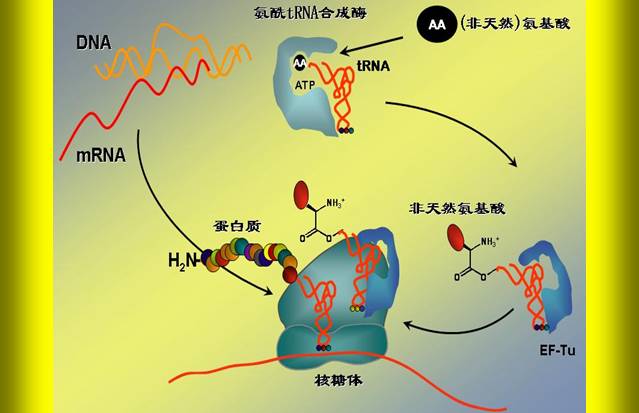 氨酰tRNA合成酶
AA
(非天然)氨基酸
DNA
AA
tRNA
ATP
mRNA
NH₃⁺
O
O
蛋白质
非天然氨基酸
H₂N-
NH₃⁺
O
O
EF-Tu
核糖体